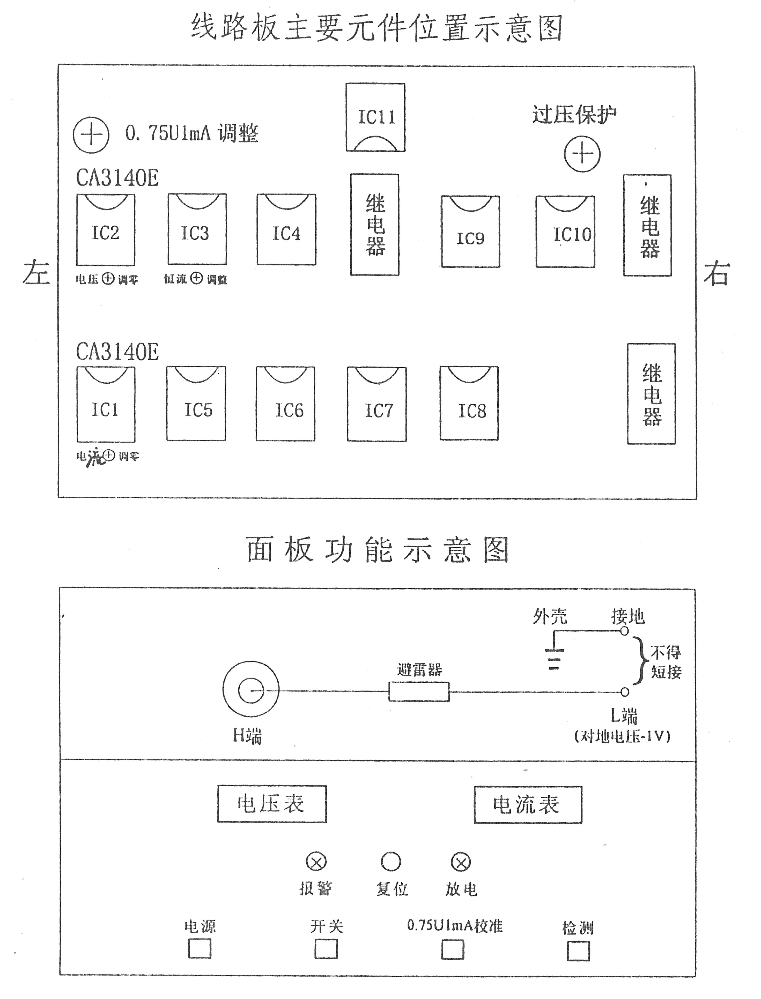 线路板主要元件位置示意图
IC11
过压保护
0.75U1mA 调整
CA3140E
继电器
继电器
IC2
IC3
IC4
IC9
IC10
左
右
电压 调零
恒流 调整
CA3140E
继电器
IC1
IC5
IC6
IC7
IC8
电流 调零
面板功能示意图
外壳
接地
不得
短接
避雷器
H端
L端
(对地电压-1V)
电压表
电流表
报警
复位
放电
电源
开关
0.75U1mA校准
检测